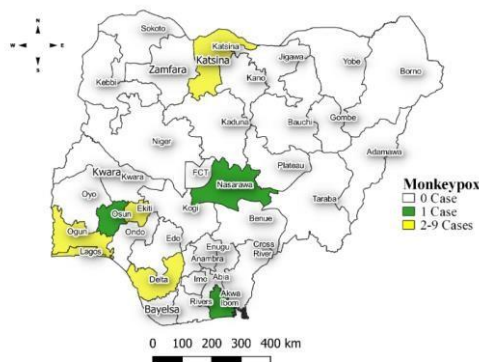 N
W E
S
Sokoto
Katsina
Katsina
Zamfara
Kebbi
Kano
Jigawa
Yobe
Borno
Kaduna
Bauchi
Gombe
Niger
Adamawa
Plateau
FCT
Nasarawa
Kwara
Kwara
Taraba
Oyo
Kogi
Benue
Osun
Ekiti
Ogun
Ondo
Lagos
Edo
Enugu
Anambra
Cross
River
Delta
Imo
Abia
Bayelsa
Rivers
Akwa
Ibom
Monkeypox
0 Case
1 Case
2-9 Cases
0 100 200 300 400 km